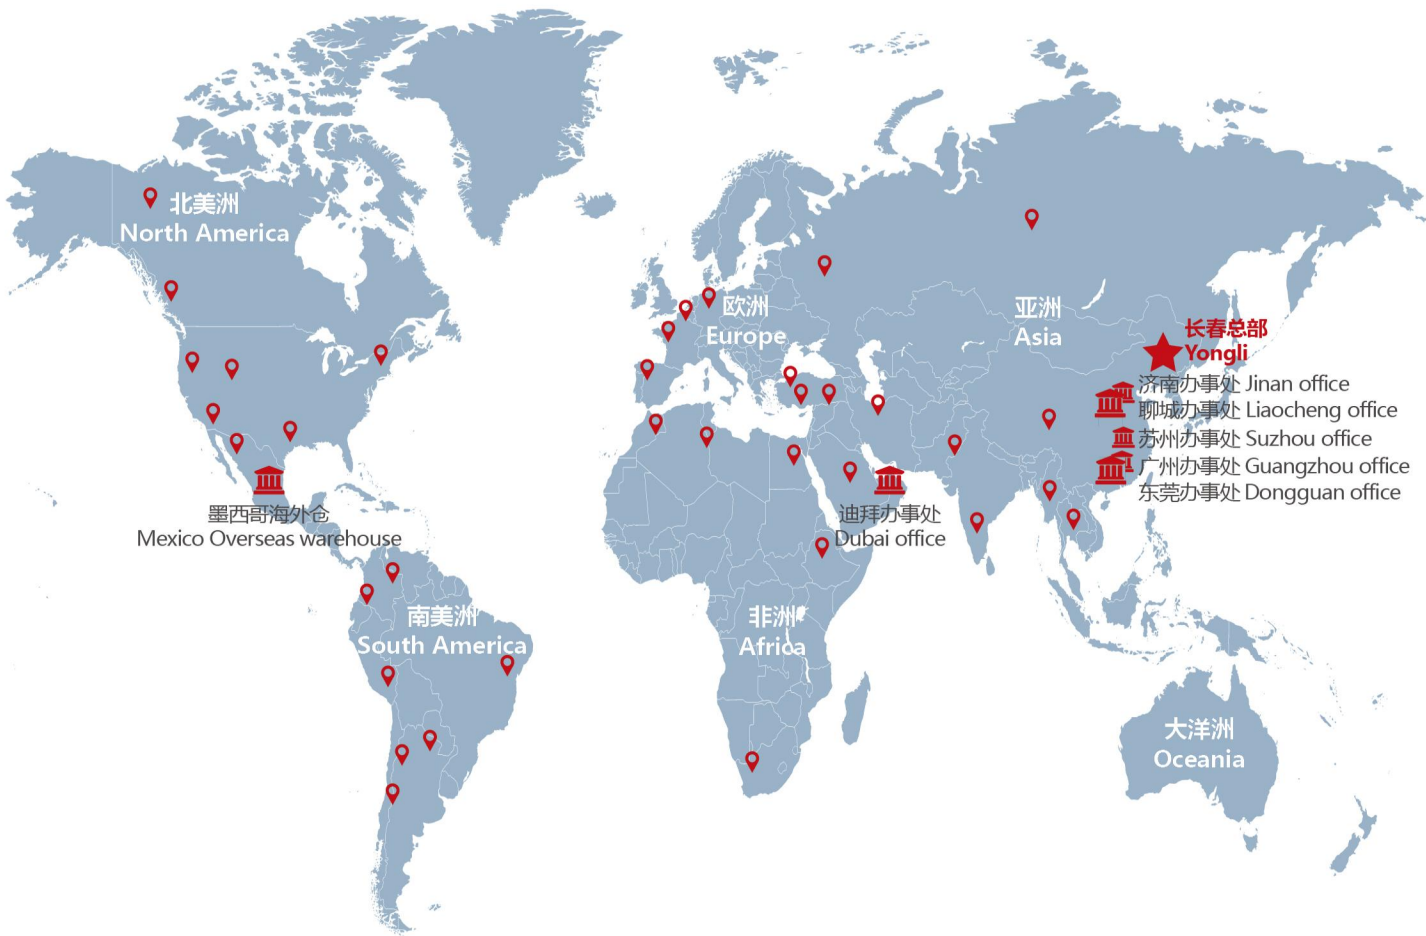 北美洲
North America
欧洲
Europe
亚洲
Asia
长春总部
Yongli
济南办事处 Jinan office
聊城办事处 Liaocheng office
苏州办事处 Suzhou office
广州办事处 Guangzhou office
东莞办事处 Dongguan office
墨西哥海外仓
Mexico Overseas warehouse
迪拜办事处
Dubai office
南美洲
South America
非洲
Africa
大洋洲
Oceania